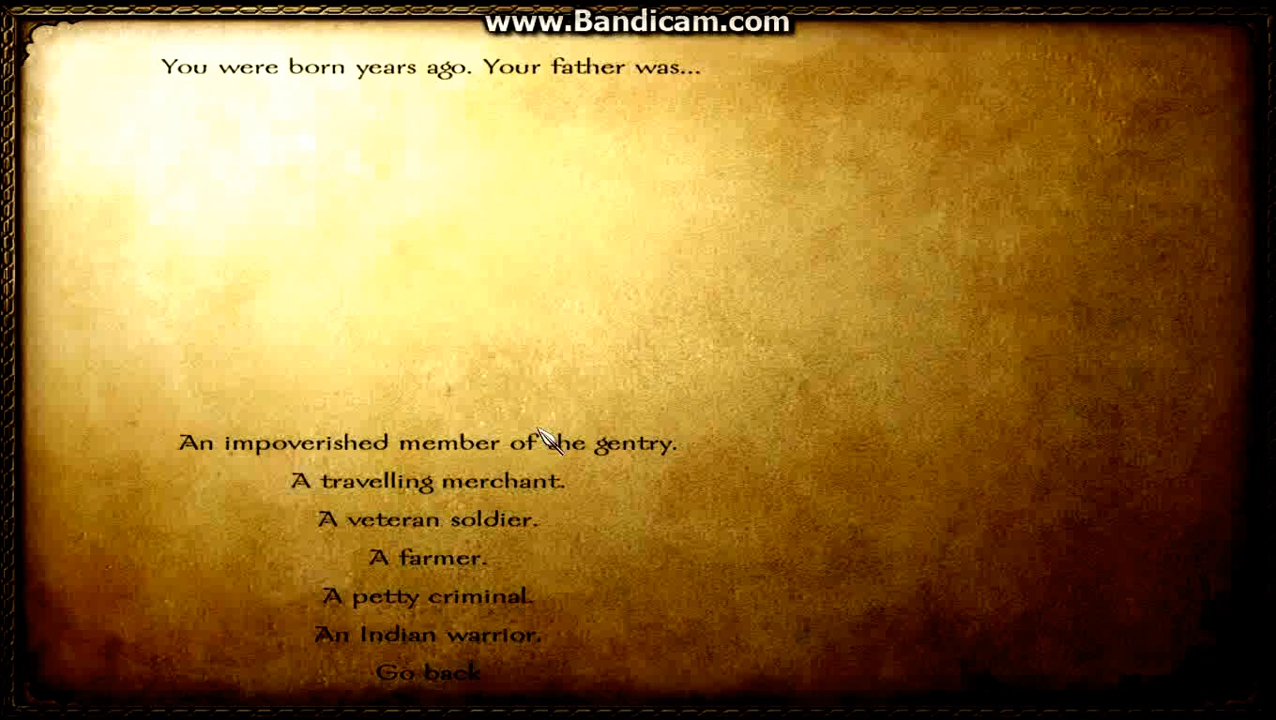 www.Bandicam.com
You were born years ago. Your father was...
An impoverished member of the gentry.
A travelling merchant.
A veteran soldier.
A farmer.
A petty criminal.
An Indian warrior.
Go back